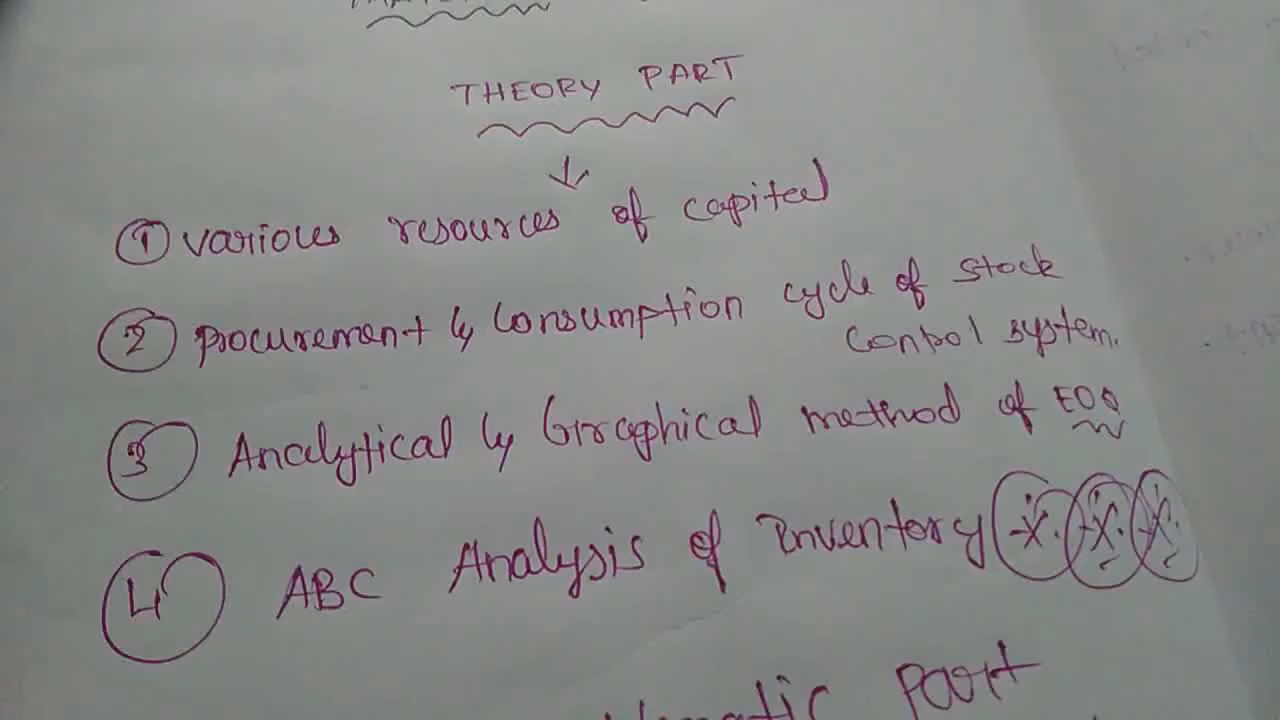 THEORY PART
① various resources of capital
② procurement & Consumption cycle of stock
control system.
③ Analytical & Graphical method of EOQ
④ ABC Analysis of Inventory
Part